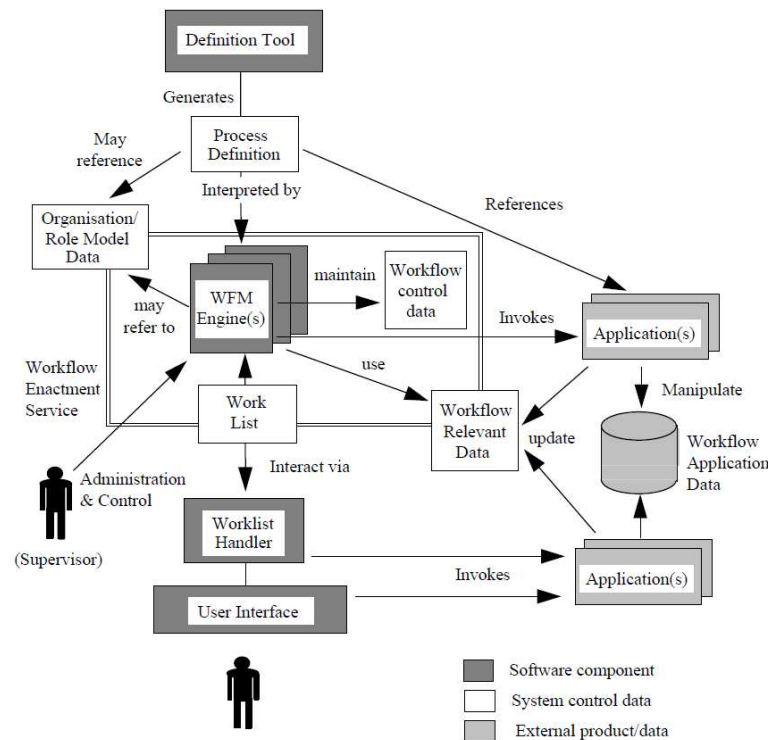 Definition Tool
Generates
May
reference
Process
Definition
Interpreted by
References
Organisation/
Role Model
Data
may
refer to
WFM
Engine(s)
maintain
Workflow
control
data
Invokes
Application(s)
Workflow
Enactment
Service
use
Work
List
Workflow
Relevant
Data
update
Manipulate
Workflow
Application
Data
Administration
& Control
Interact via
(Supervisor)
Worklist
Handler
Invokes
Application(s)
User Interface
Software component
System control data
External product/data